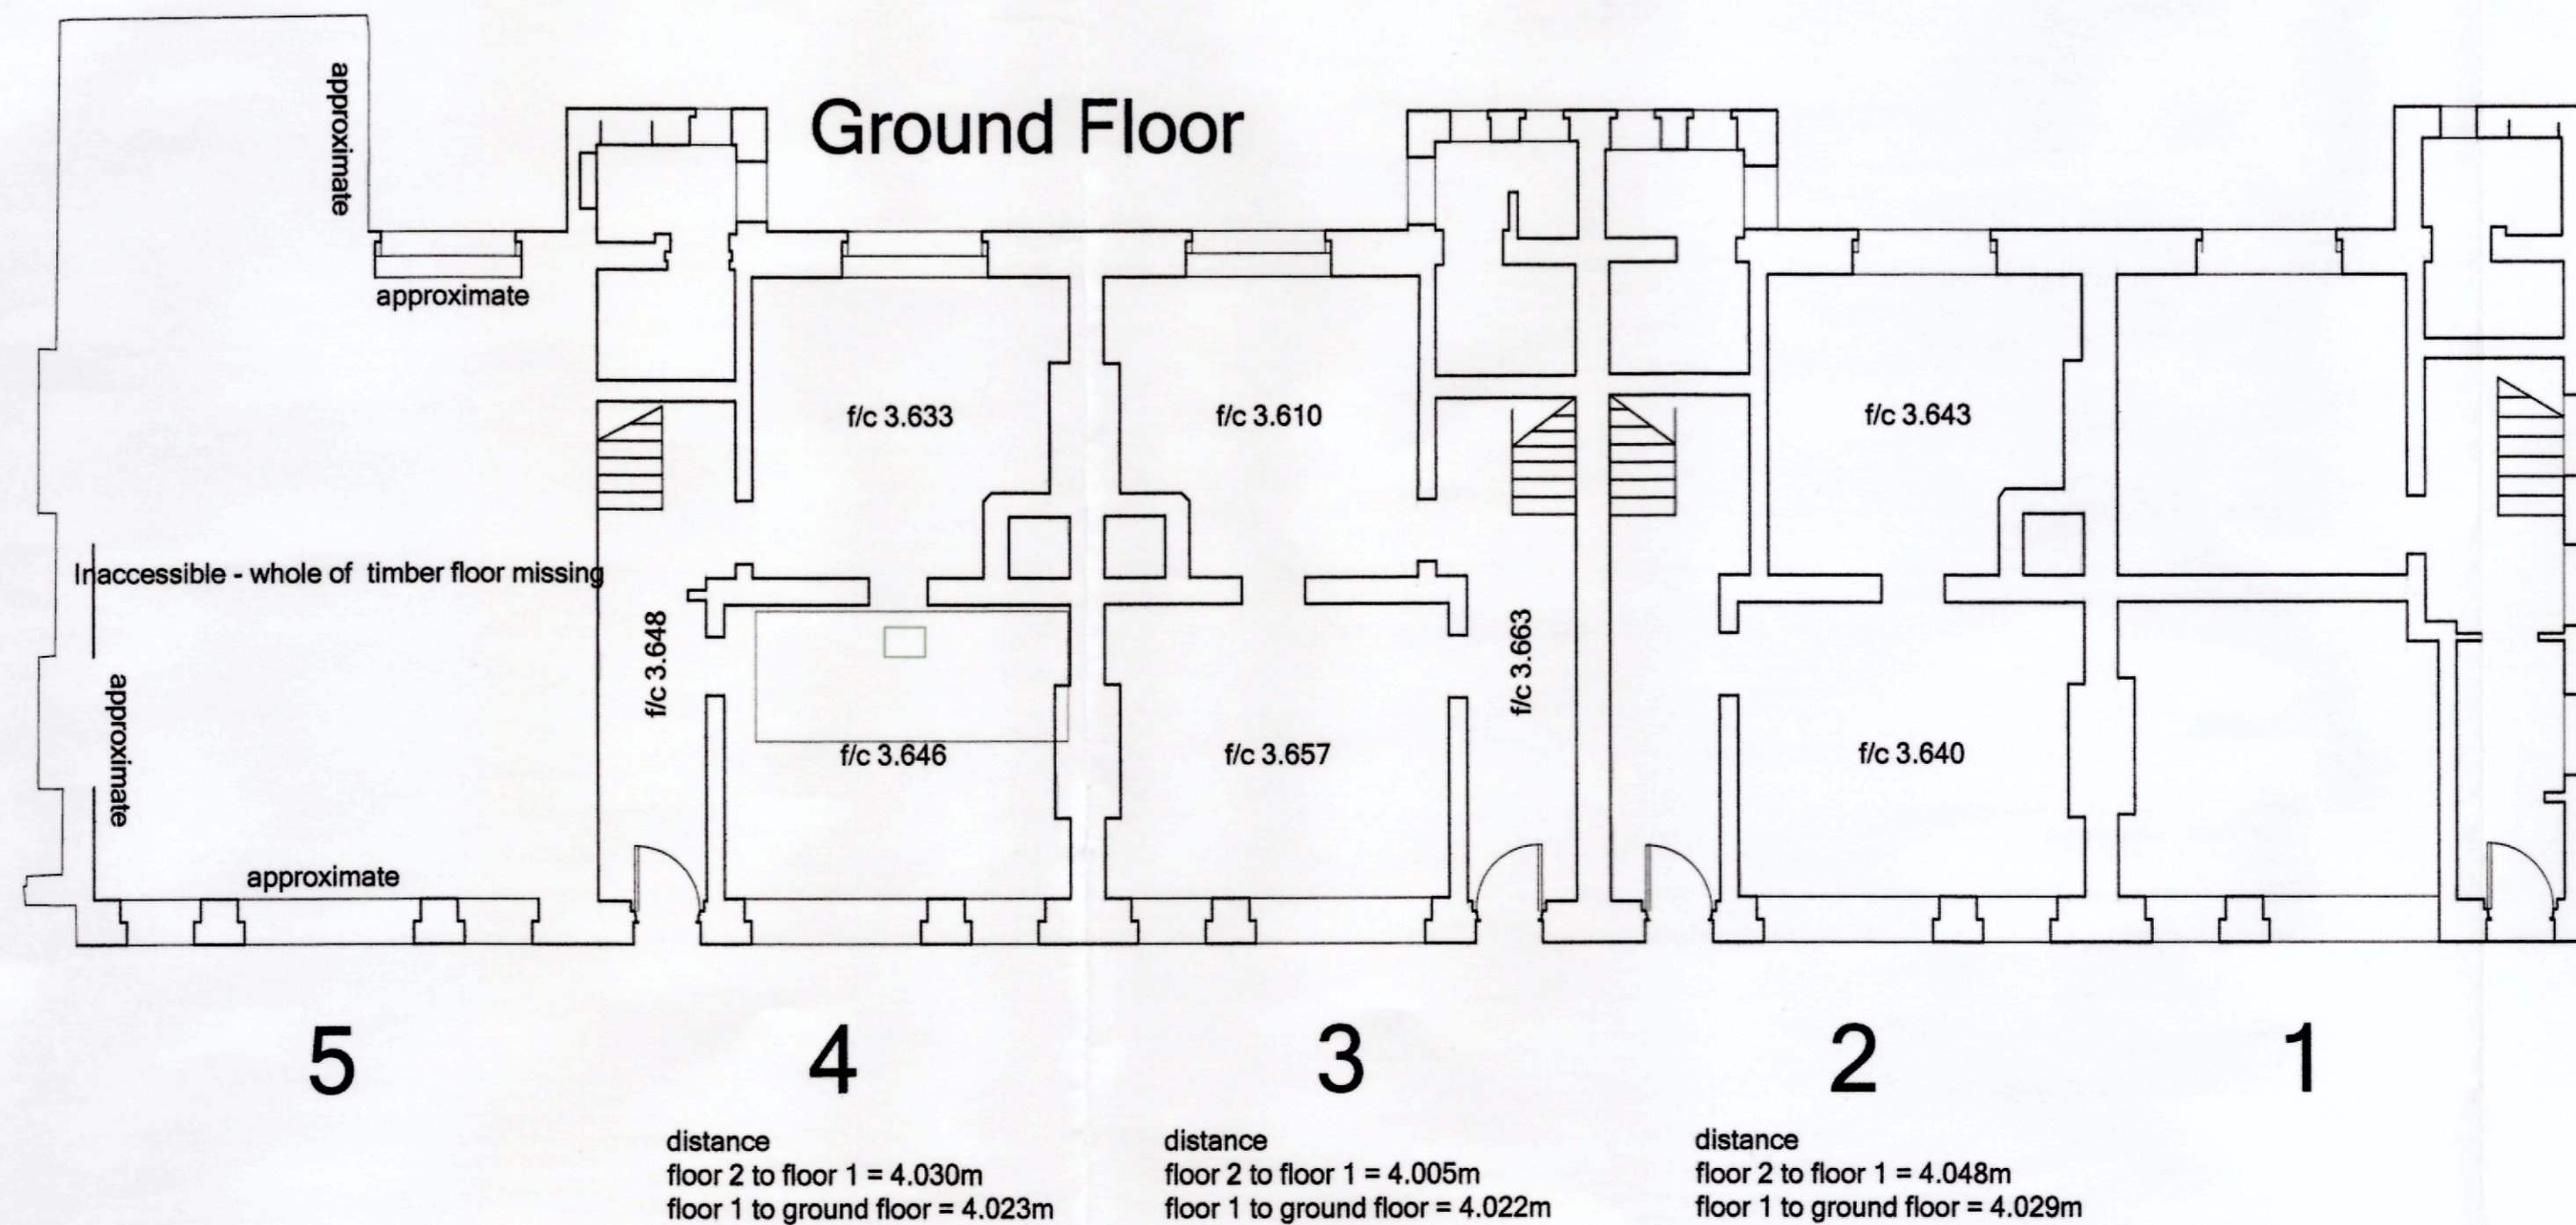 Ground Floor
approximate
approximate
f/c 3.633
f/c 3.610
f/c 3.643
Inaccessible - whole of timber floor missing
f/c 3.648
f/c 3.663
approximate
f/c 3.646
f/c 3.657
f/c 3.640
approximate
5
4
3
2
1
distance
floor 2 to floor 1 = 4.030m
floor 1 to ground floor = 4.023m
distance
floor 2 to floor 1 = 4.005m
floor 1 to ground floor = 4.022m
distance
floor 2 to floor 1 = 4.048m
floor 1 to ground floor = 4.029m